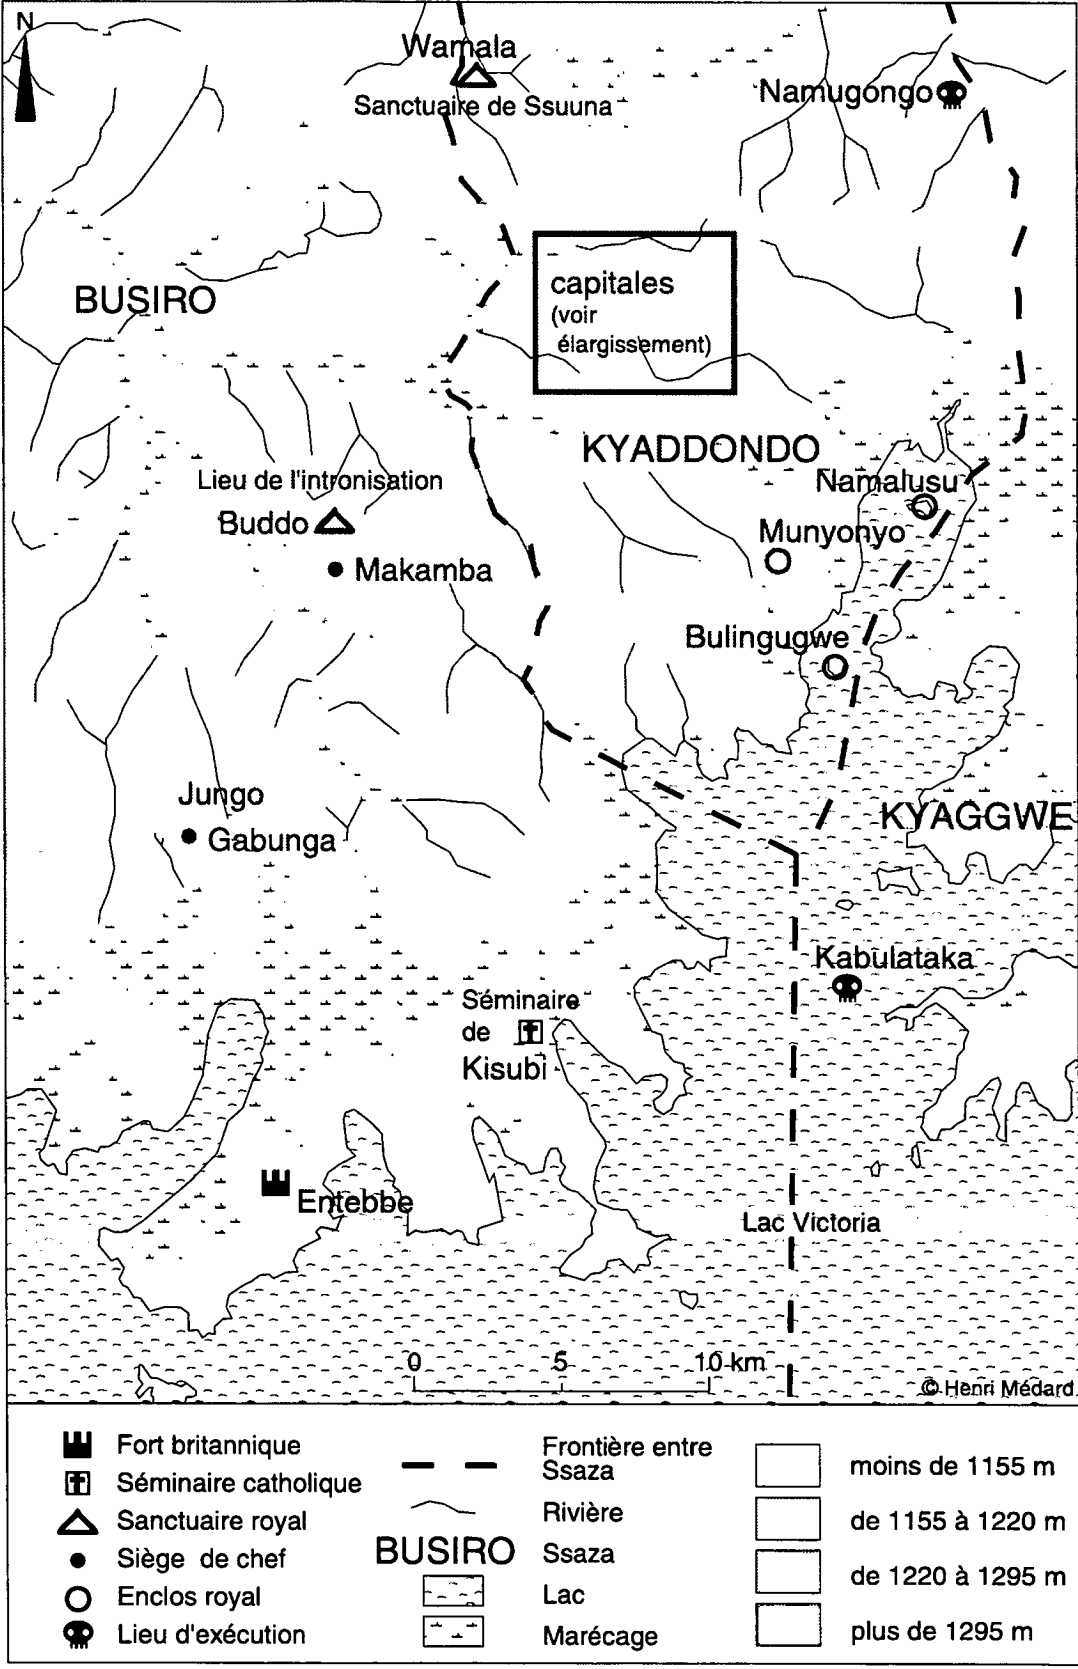 N
Wamala
Sanctuaire de Ssuuna
Namugongo
capitales
(voir
élargissement)
BUSIRO
KYADDONDO
Lieu de l'intronisation
Buddo
Makamba
Namalusu
Munyonyo
Bulingugwe
Jungo
Gabunga
KYAGGWE
Kabulataka
Séminaire
de
Kisubi
Entebbe
Lac Victoria
0 5 10 km
© Henri Médard
Fort britannique
Séminaire catholique
Sanctuaire royal
Siège de chef
Enclos royal
Lieu d'exécution
Frontière entre
Ssaza
Rivière
BUSIRO Ssaza
Lac
Marécage
moins de 1155 m
de 1155 à 1220 m
de 1220 à 1295 m
plus de 1295 m